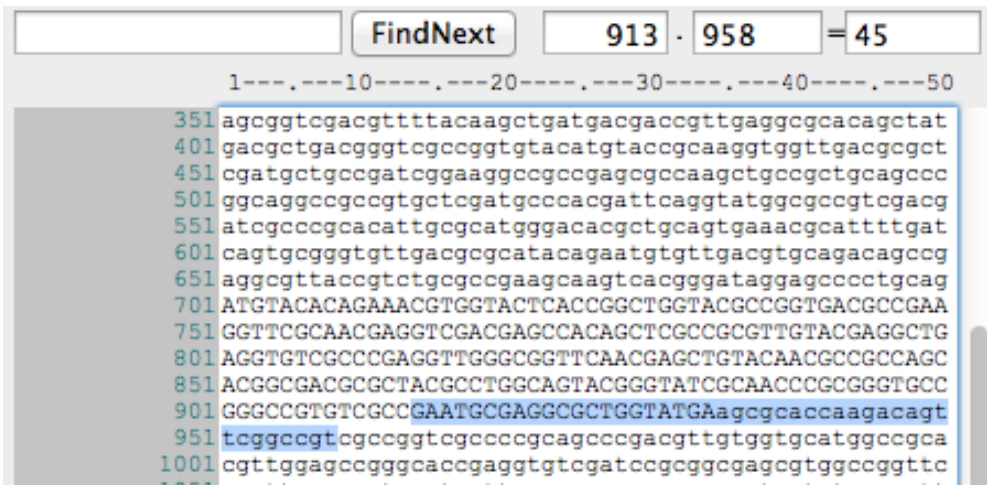 FindNext 913 - 958 = 45
1---.---10----.---20----.---30----.---40----.---50
351 agcggtcgacgttttacaagctgatgacgaccgttgaggcgcacagctat
401 gacgctgacgggtcgccggtgtacatgtaccgcaaggtggttgacgcgct
451 cgatgctgccgatcggaaggccgccgagcgccaagctgccgctgcagccc
501 ggcaggccgccgtgctcgatgcccacgattcaggtatggcgccgtcgacg
551 atcgcccgcacattgcgcatgggacacgctgcagtgaaacgcattttgat
601 cagtgcgggtgttgacgcgcatacagaatgtgttgacgtgcagacagccg
651 aggcgttaccgtctgcgccgaagcaagtcacgggataggagcccctgcag
701 ATGTACACAGAAACGTGGTACTCACCGGCTGGTACGCCGGTGACGCCGAA
751 GGTTCGCAACGAGGTCGACGAGCCACAGCTCGCCGCGTTGTACGAGGCTG
801 AGGTGTCGCCCGAGGTTGGGCGGTTCAACGAGCTGTACAACGCCGCCAGC
851 ACGGCGACGCGCTACGCCTGGCAGTACGGGTATCGCAACCCGCGGGTGCC
901 GGGCCGTGTCGCCGAATGCGAGGCGCTGGTATGAagcgcaccaagacagt
951 tcggccgtcgccggtcgccccgcagcccgacgttgtggtgcatggccgca
1001 cgttggagccgggcaccgaggtgtcgatccgcggcgagcgtggccggttc